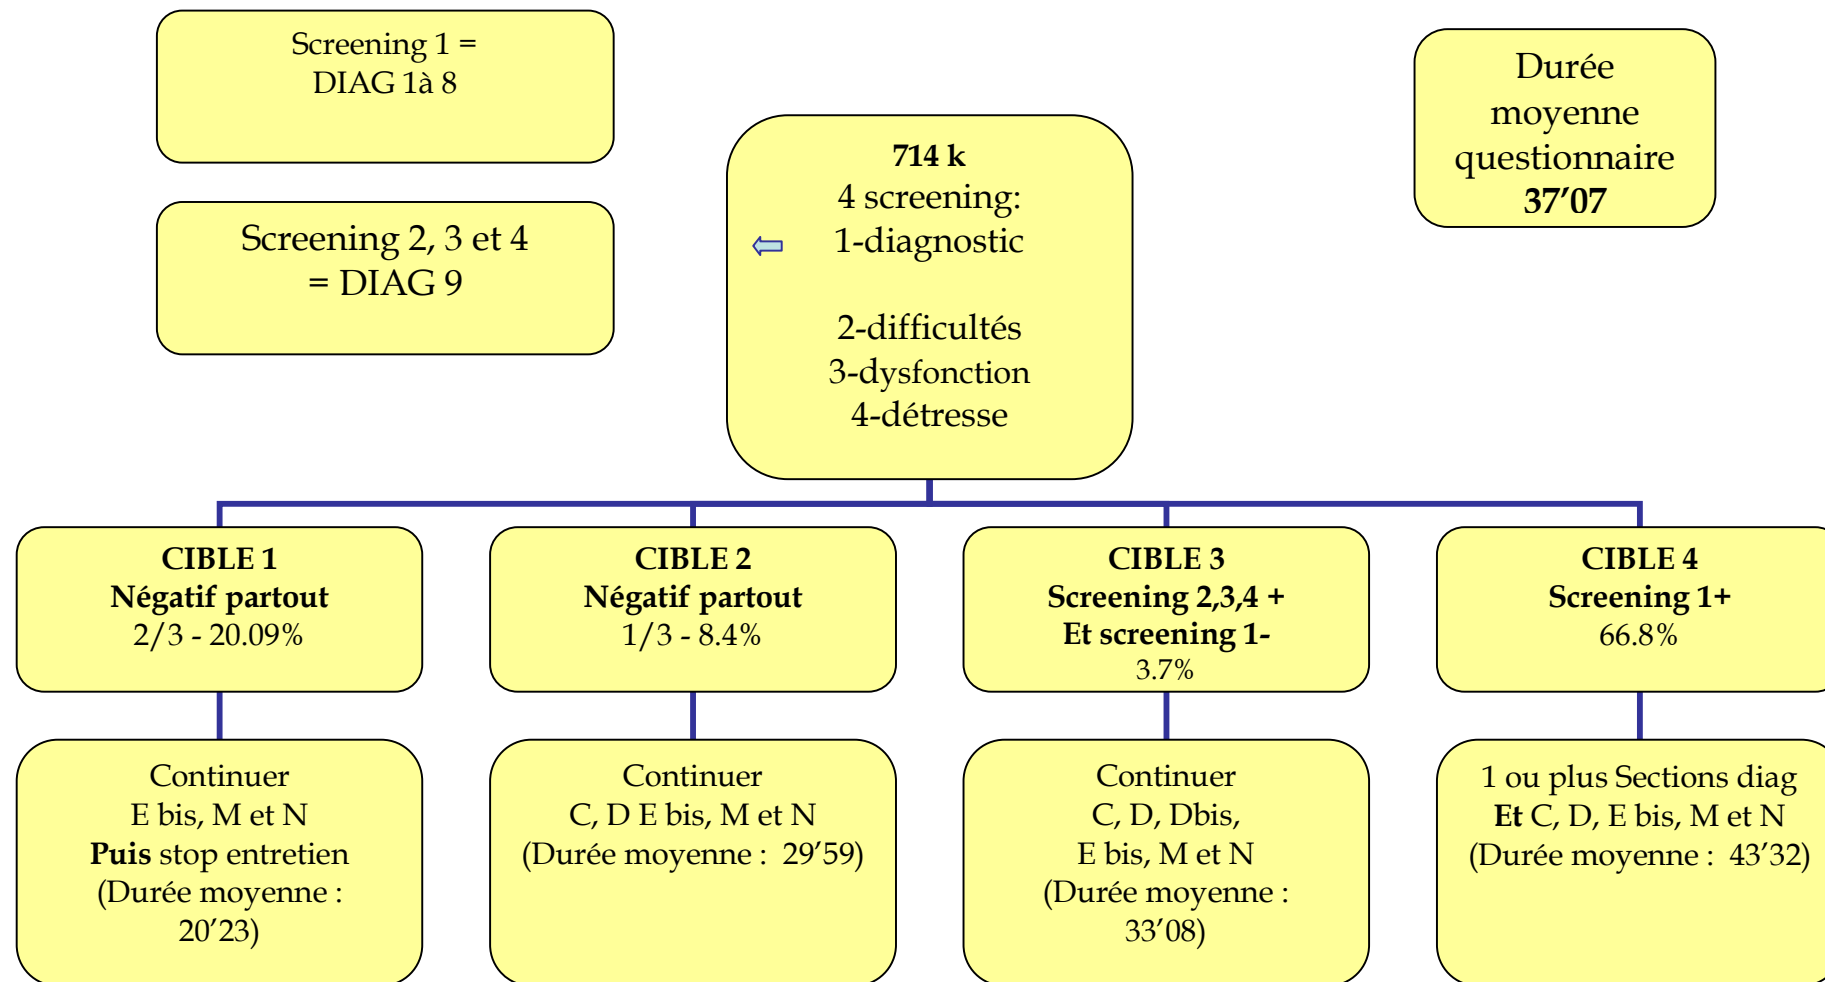 Screening 1 =
DIAG 1à 8
Screening 2, 3 et 4
= DIAG 9
714 k
4 screening:
1-diagnostic
2-difficultés
3-dysfonction
4-détresse
Durée
moyenne
questionnaire
37’07
CIBLE 1
Négatif partout
2/3 - 20.09%
CIBLE 2
Négatif partout
1/3 - 8.4%
CIBLE 3
Screening 2,3,4 +
Et screening 1-
3.7%
CIBLE 4
Screening 1+
66.8%
Continuer
E bis, M et N
Puis stop entretien
(Durée moyenne :
20’23)
Continuer
C, D E bis, M et N
(Durée moyenne : 29’59)
Continuer
C, D, Dbis,
E bis, M et N
(Durée moyenne :
33’08)
1 ou plus Sections diag
Et C, D, E bis, M et N
(Durée moyenne : 43’32)